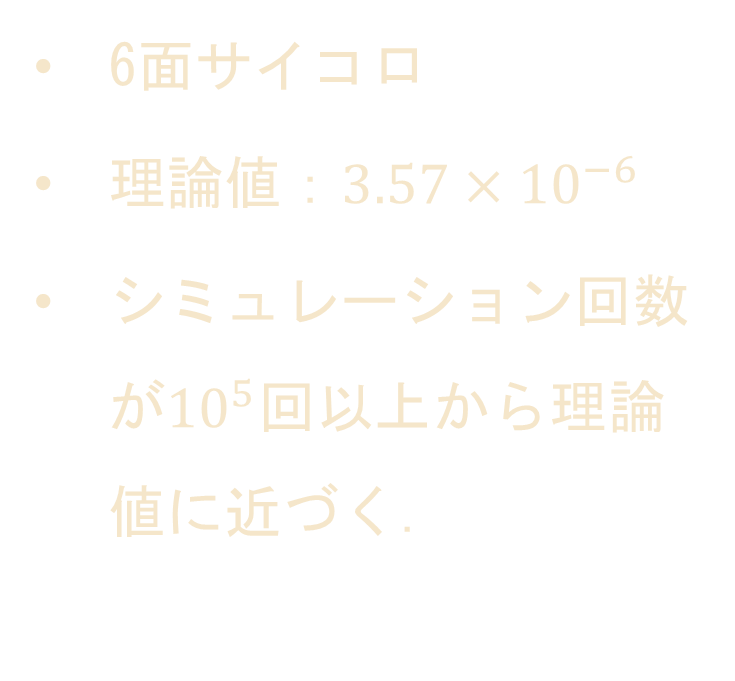 • 6面サイコロ
• 理論値：3.57 × 10⁻⁶
• シミュレーション回数
が10⁵回以上から理論
値に近づく.